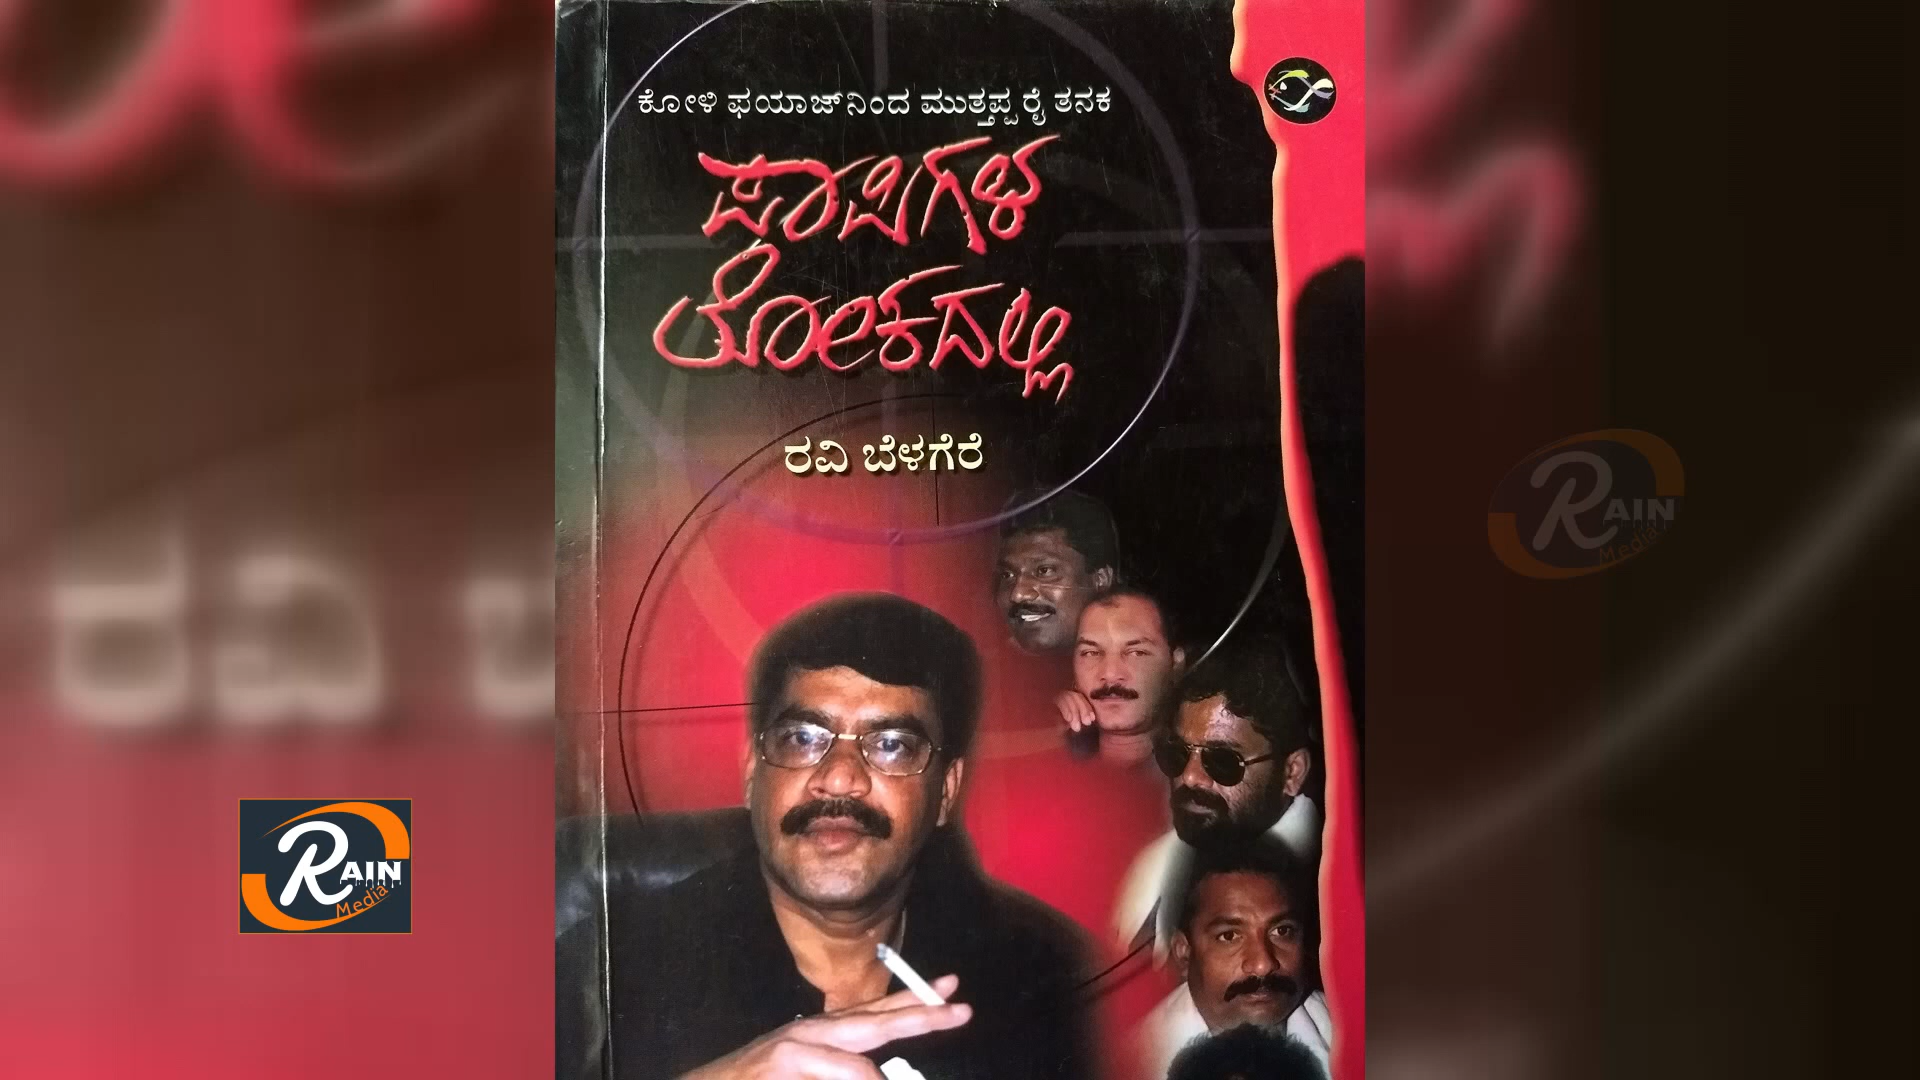 ಕೋಳಿ ಫಯಾಜ್‌ನಿಂದ ಮುತ್ತಪ್ಪ ರೈ ತನಕ
ಪಾಪಿಗಳ
ಲೋಕದಲ್ಲಿ
ರವಿ ಬೆಳಗೆರೆ
RAIN
Media
RAIN
Media